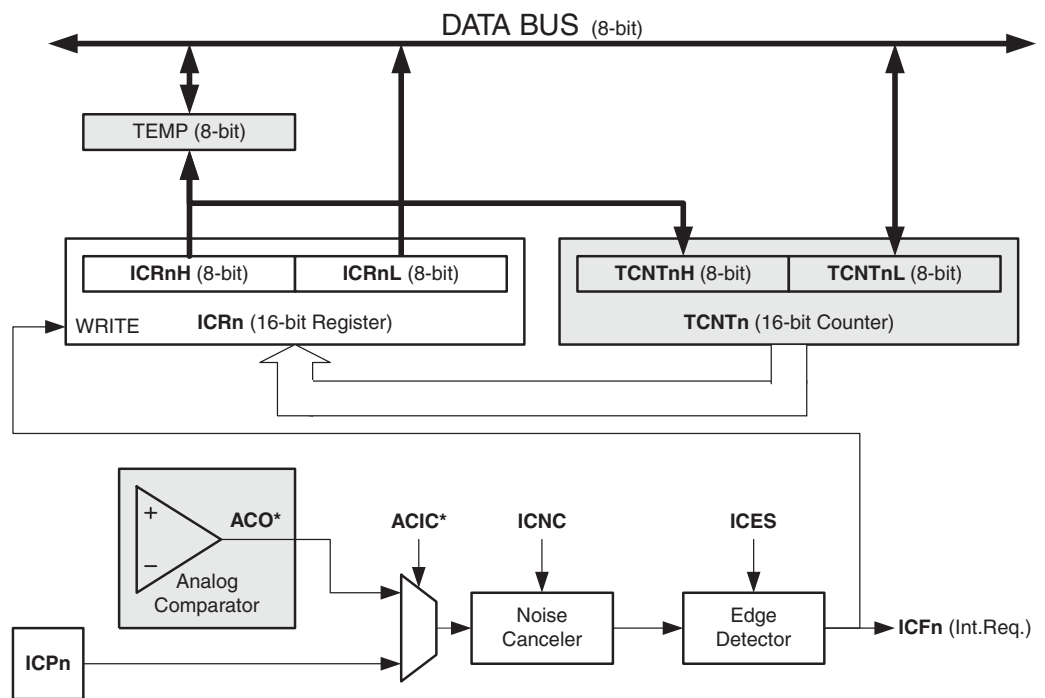 DATA BUS (8-bit)
TEMP (8-bit)
ICRnH (8-bit)
ICRnL (8-bit)
TCNTnH (8-bit)
TCNTnL (8-bit)
WRITE
ICRn (16-bit Register)
TCNTn (16-bit Counter)
+
−
ACO*
Analog
Comparator
ACIC*
ICNC
ICES
Noise
Canceler
Edge
Detector
ICFn (Int.Req.)
ICPn